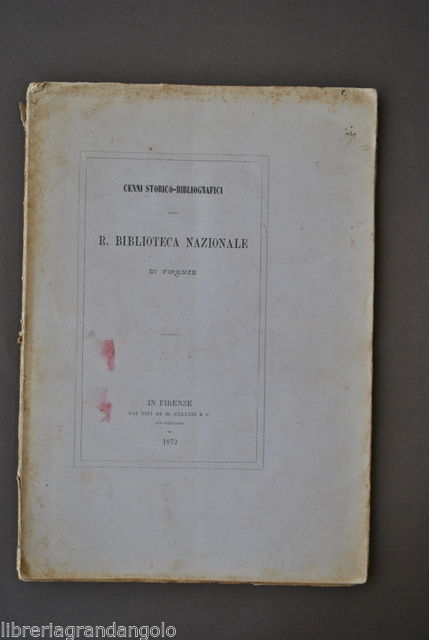 CENNI STORICO-BIBLIOGRAFICI
DELLA
R. BIBLIOTECA NAZIONALE
DI FIRENZE
IN FIRENZE
COI TIPI DI M. CELLINI E C.
1872
libreriagrandangolo